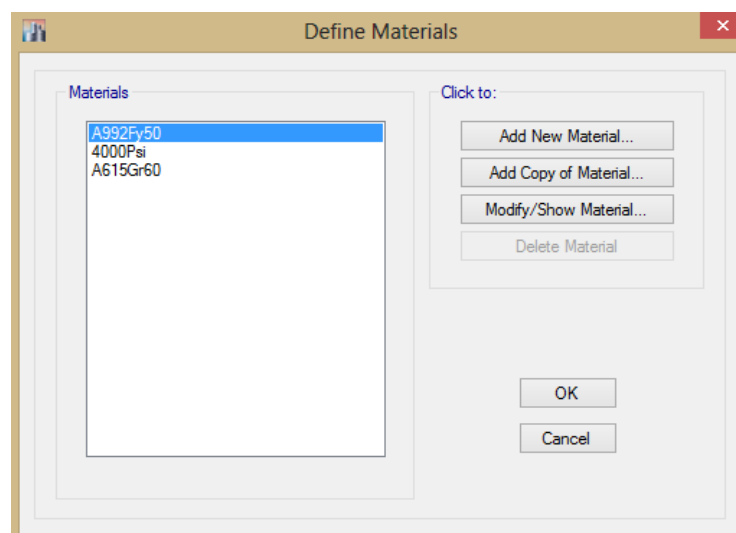 Define Materials
Materials
A992Fy50
4000Psi
A615Gr60
Click to:
Add New Material...
Add Copy of Material...
Modify/Show Material...
Delete Material
OK
Cancel